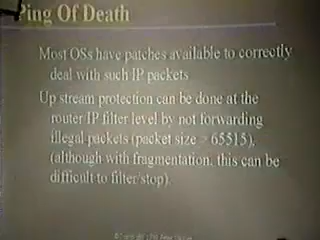 Ping Of Death
Most OSs have patches available to correctly
deal with such IP packets
Up stream protection can be done at the
router IP filter level by not forwarding
illegal packets (packet size > 65515),
(although with fragmentation, this can be
difficult to filter/stop).